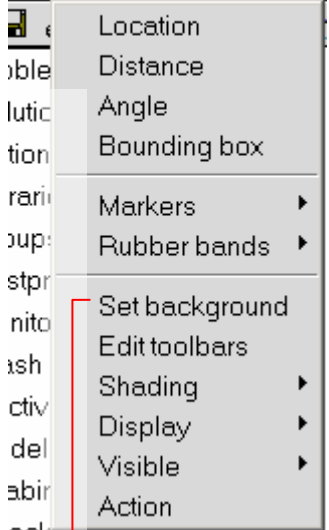 Location
Distance
Angle
Bounding box
Markers
Rubber bands
Set background
Edit toolbars
Shading
Display
Visible
Action